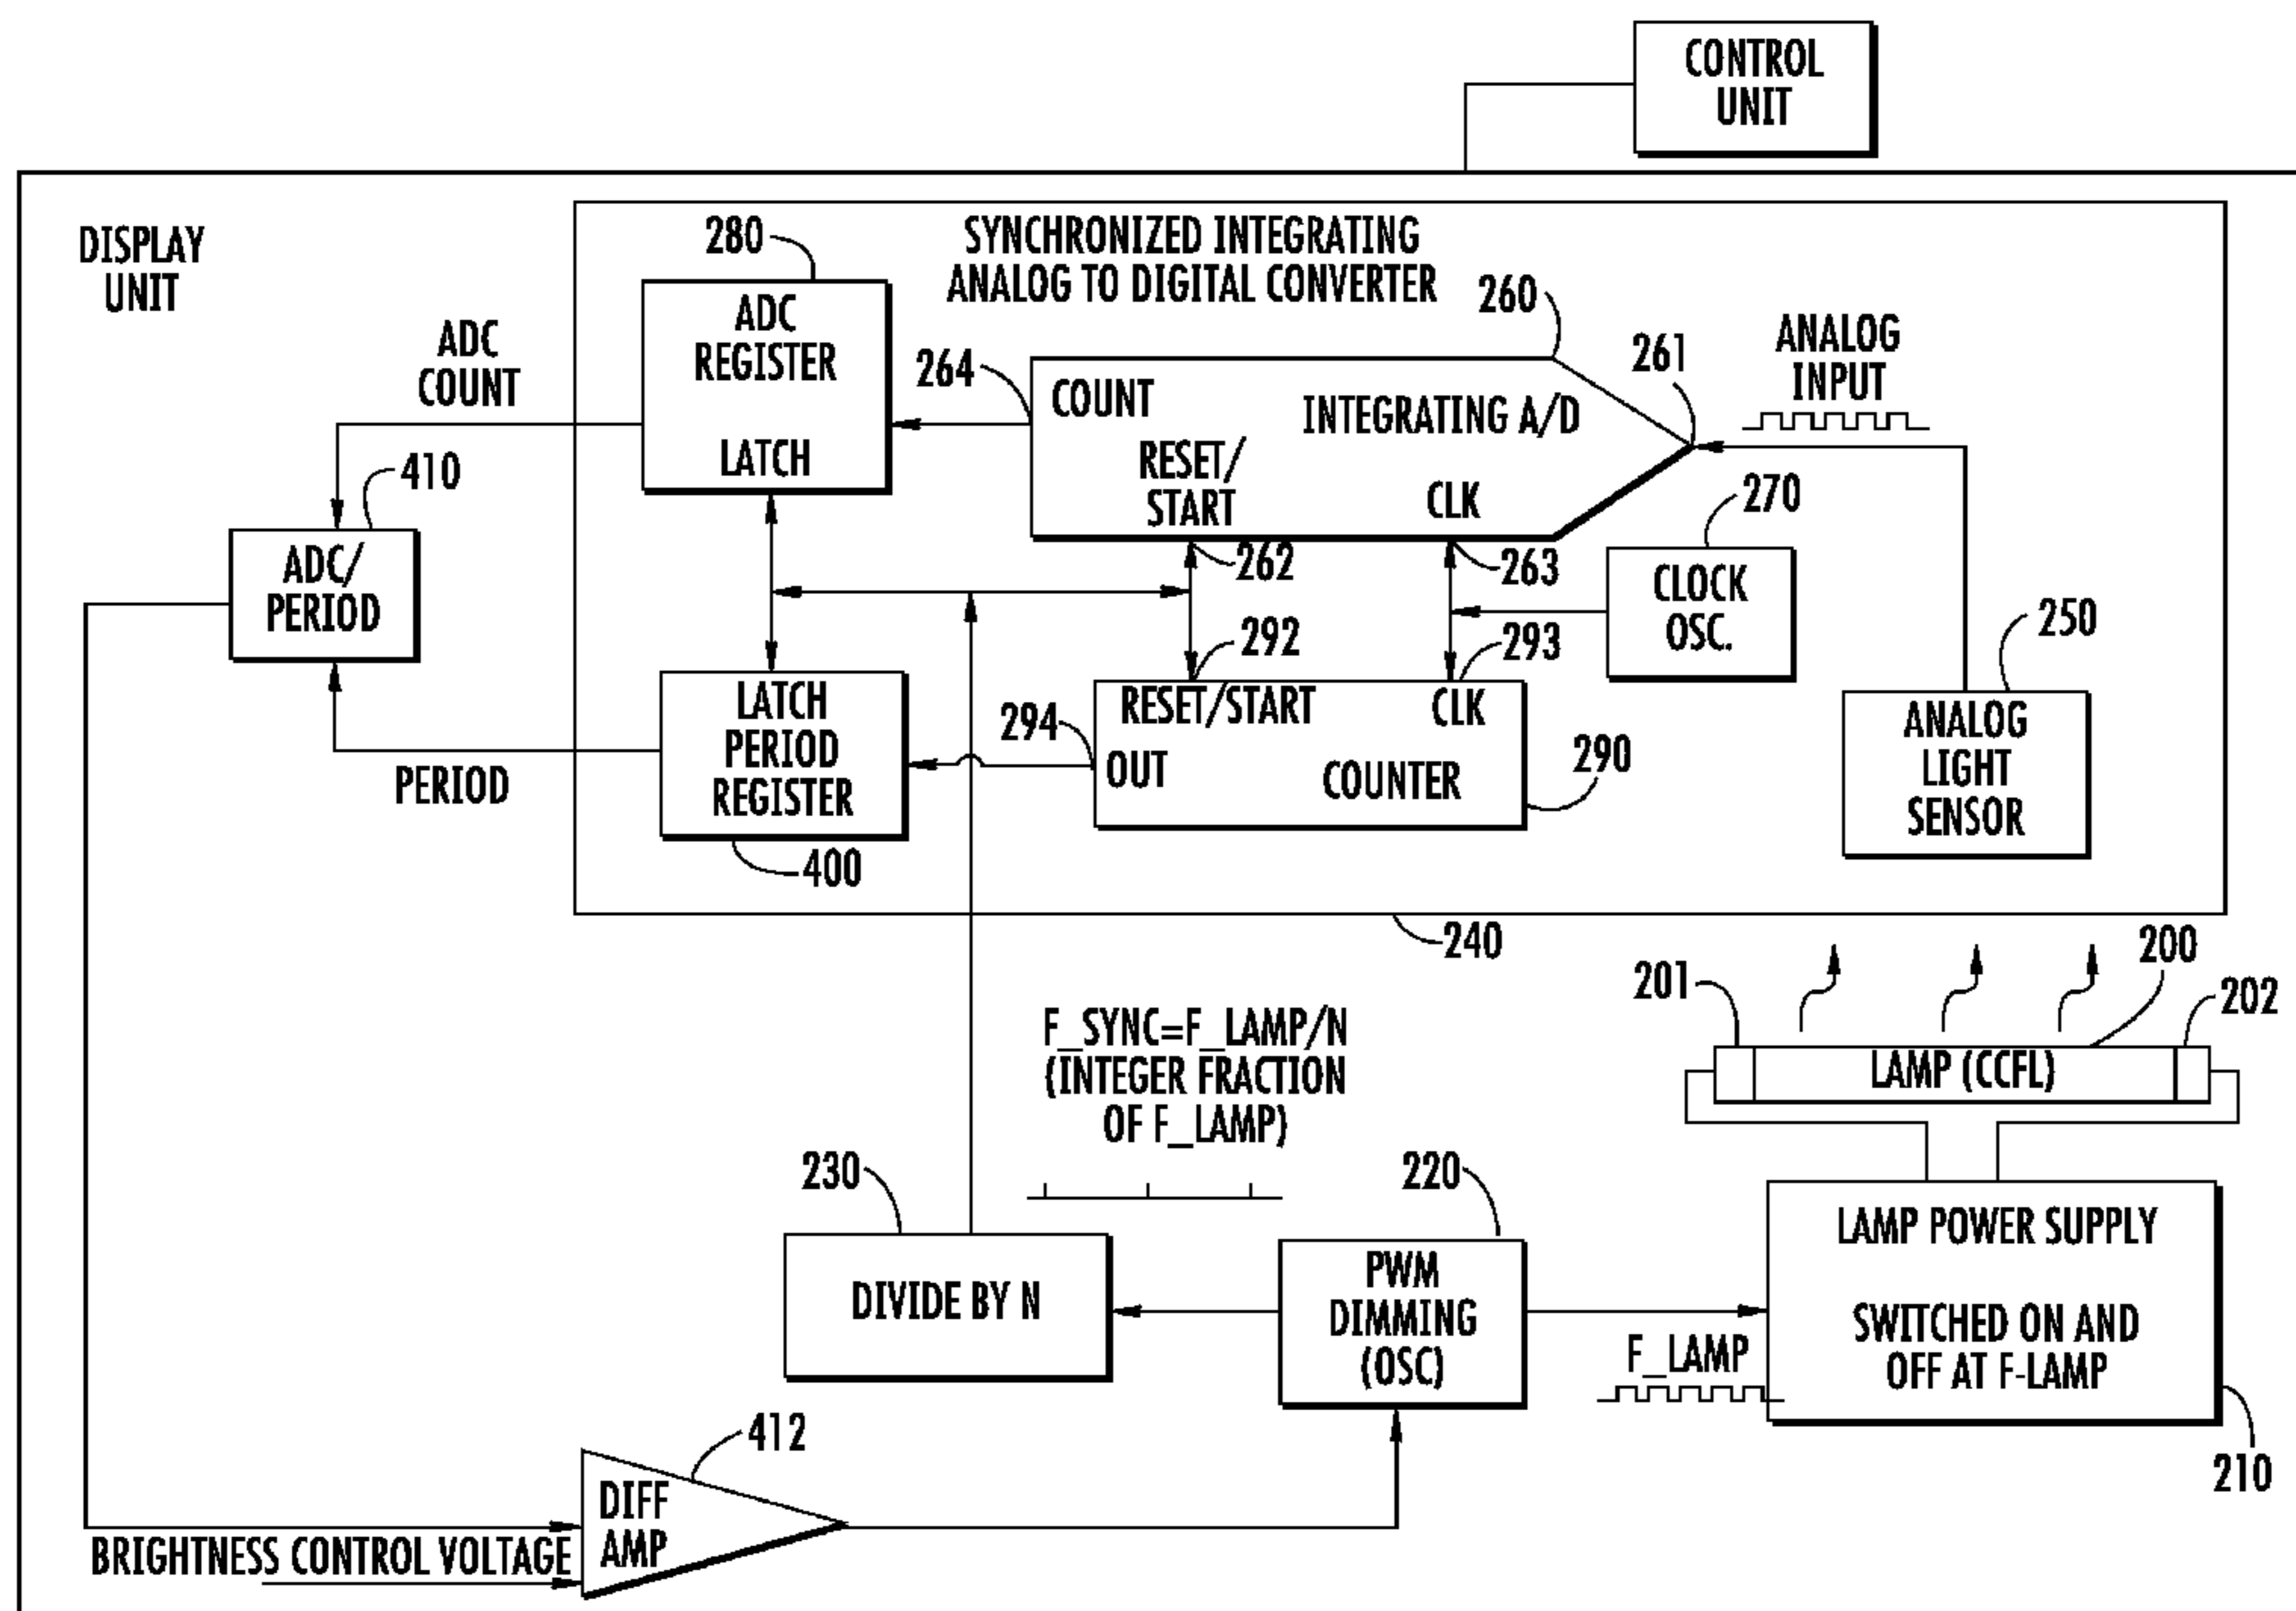 CONTROL
UNIT
DISPLAY
UNIT
280
SYNCHRONIZED INTEGRATING
ANALOG TO DIGITAL CONVERTER
260
ADC
REGISTER
LATCH
ADC
COUNT
264
COUNT
INTEGRATING A/D
RESET/
START
CLK
261
ANALOG
INPUT
410
ADC/
PERIOD
262
263
270
CLOCK
OSC.
292
293
250
LATCH
PERIOD
REGISTER
294
RESET/START
CLK
OUT
COUNTER
290
ANALOG
LIGHT
SENSOR
PERIOD
400
240
201
200
202
LAMP (CCFL)
F_SYNC=F_LAMP/N
(INTEGER FRACTION
OF F_LAMP)
230
220
DIVIDE BY N
PWM
DIMMING
(OSC)
F_LAMP
LAMP POWER SUPPLY
SWITCHED ON AND
OFF AT F-LAMP
210
412
DIFF
AMP
BRIGHTNESS CONTROL VOLTAGE